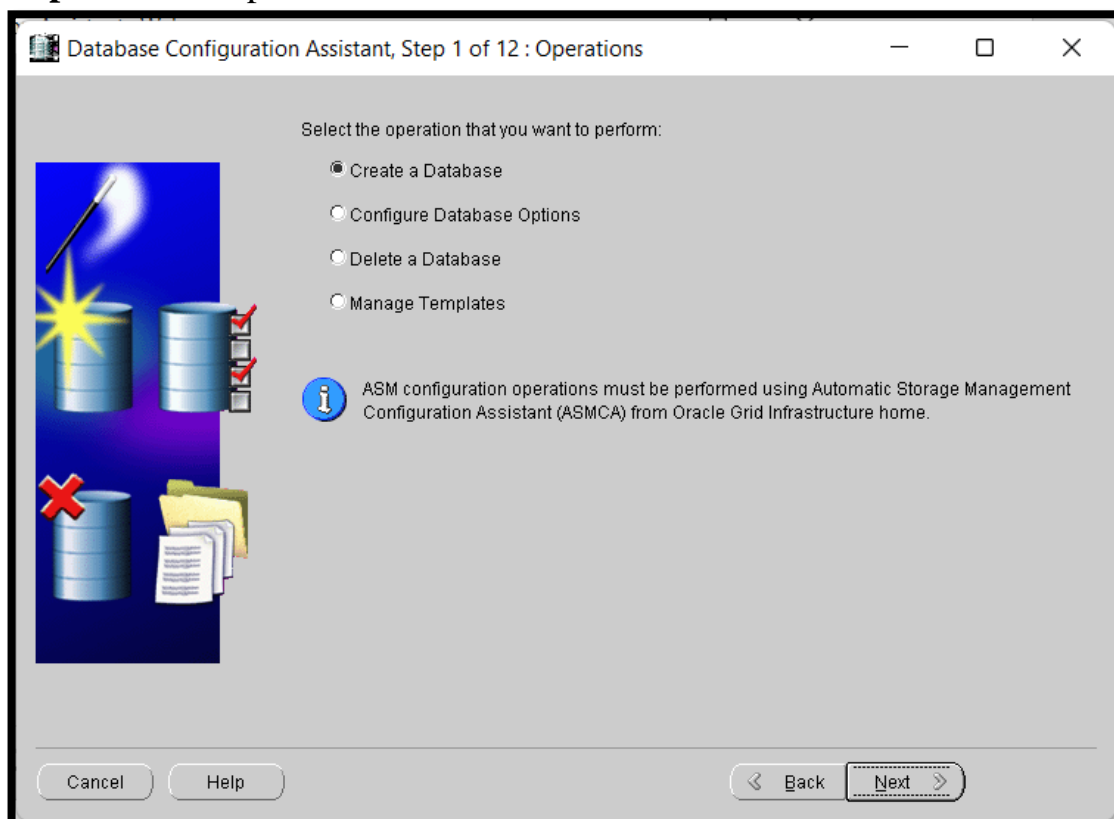 Database Configuration Assistant, Step 1 of 12 : Operations
Select the operation that you want to perform:
Create a Database
Configure Database Options
Delete a Database
Manage Templates
ASM configuration operations must be performed using Automatic Storage Management
Configuration Assistant (ASMCA) from Oracle Grid Infrastructure home.
Cancel Help Back Next